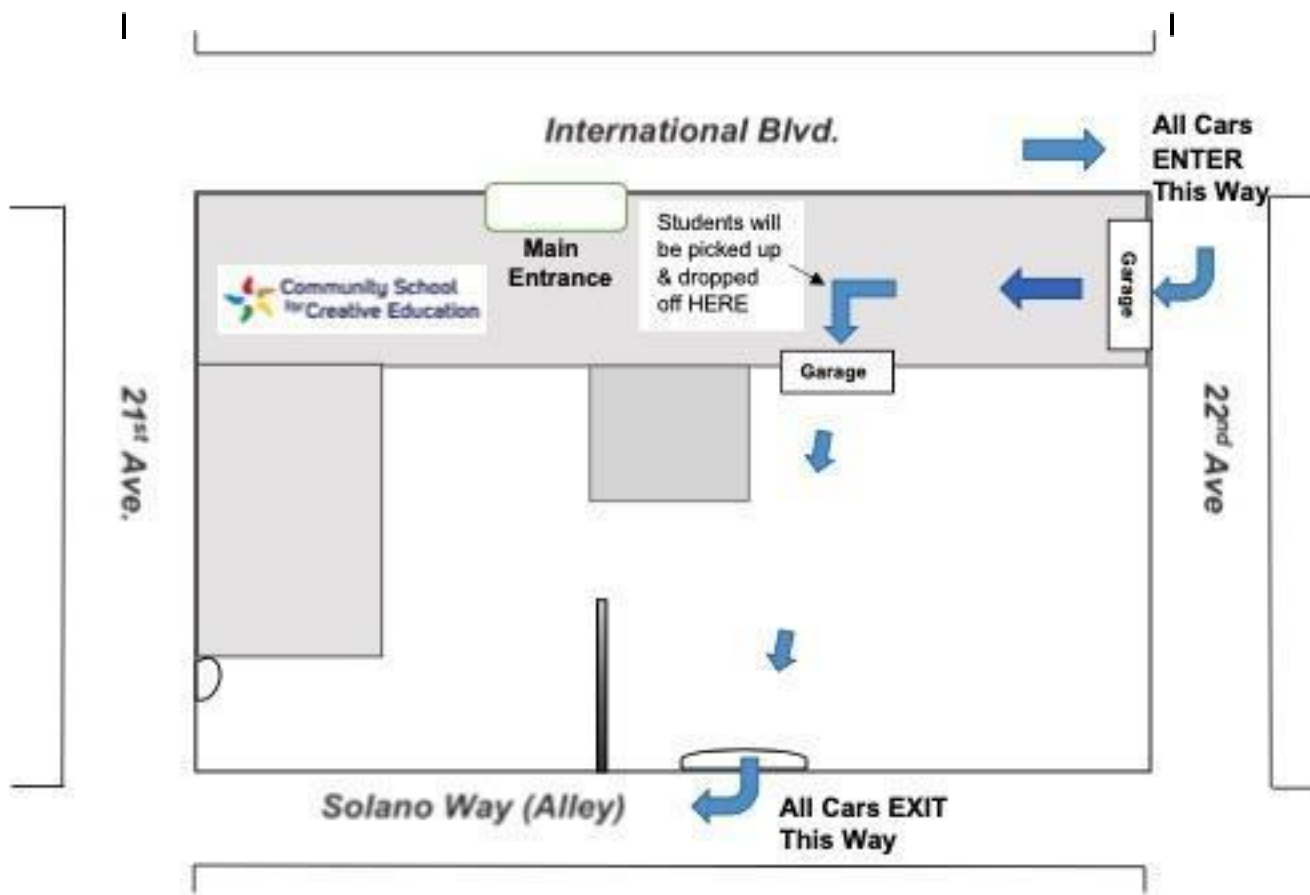 International Blvd.
All Cars
ENTER
This Way
Main
Entrance
Students will
be picked up
& dropped
off HERE
Garage
Community School
for Creative Education
Garage
21st Ave.
22nd Ave
Solano Way (Alley)
All Cars EXIT
This Way